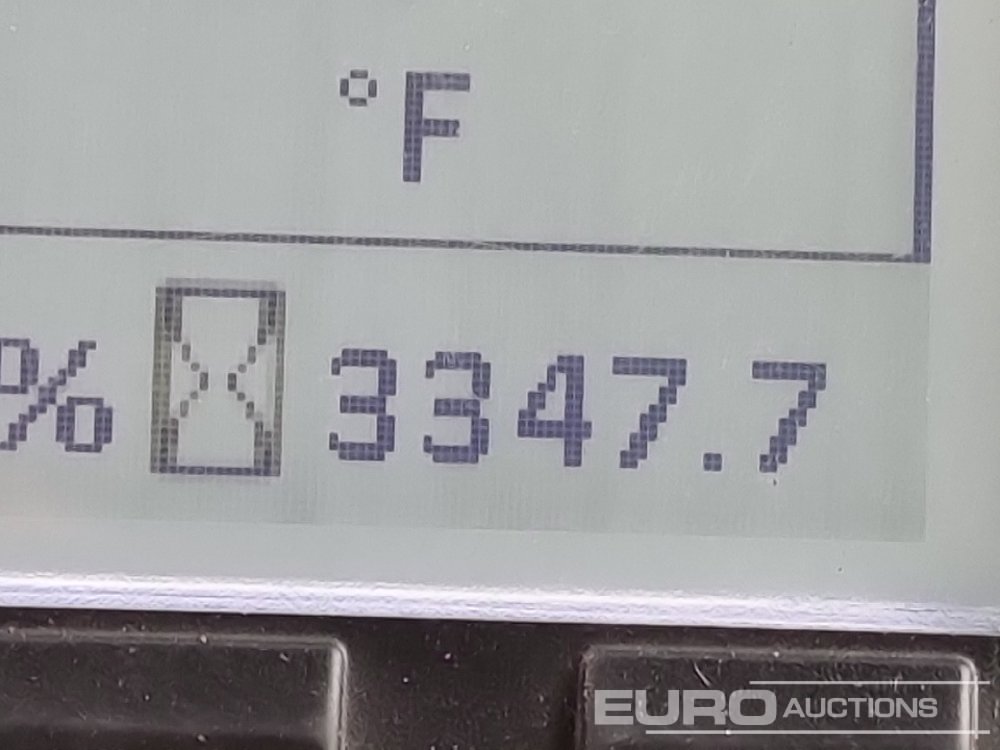 °F
% 3347.7
EURO AUCTIONS